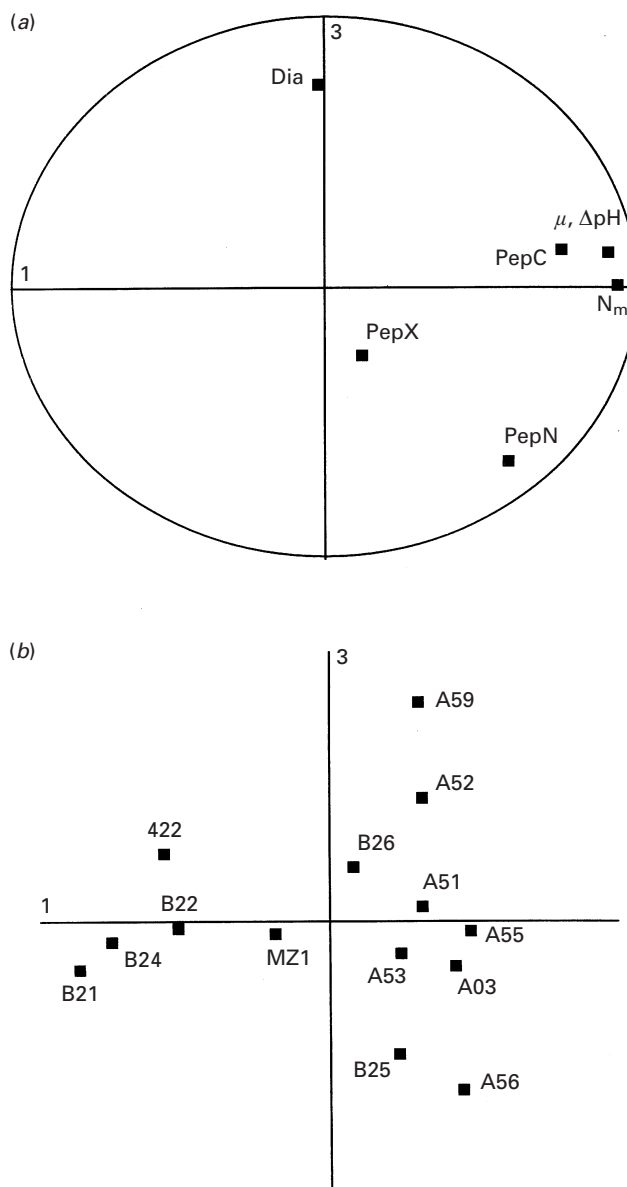 (a)
3
Dia
μ, ΔpH
PepC
1
Nm
PepX
PepN
(b)
3
A59
A52
422
B26
A51
1
B22
A55
B24
MZ1
A53
A03
B21
B25
A56